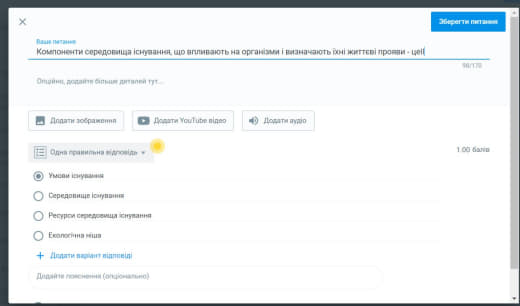 Зберегти питання
Ваше питання
Компоненти середовища існування, що впливають на організми і визначають їхні життєві прояви - це!
98/170
Опційно, додайте більше деталей тут...
Додати зображення
Додати YouTube відео
Додати аудіо
Одна правильна відповідь
1.00 балів
Умови існування
Середовище існування
Ресурси середовища існування
Екологічна ніша
+ Додати варіант відповіді
Додайте пояснення (опціонально)